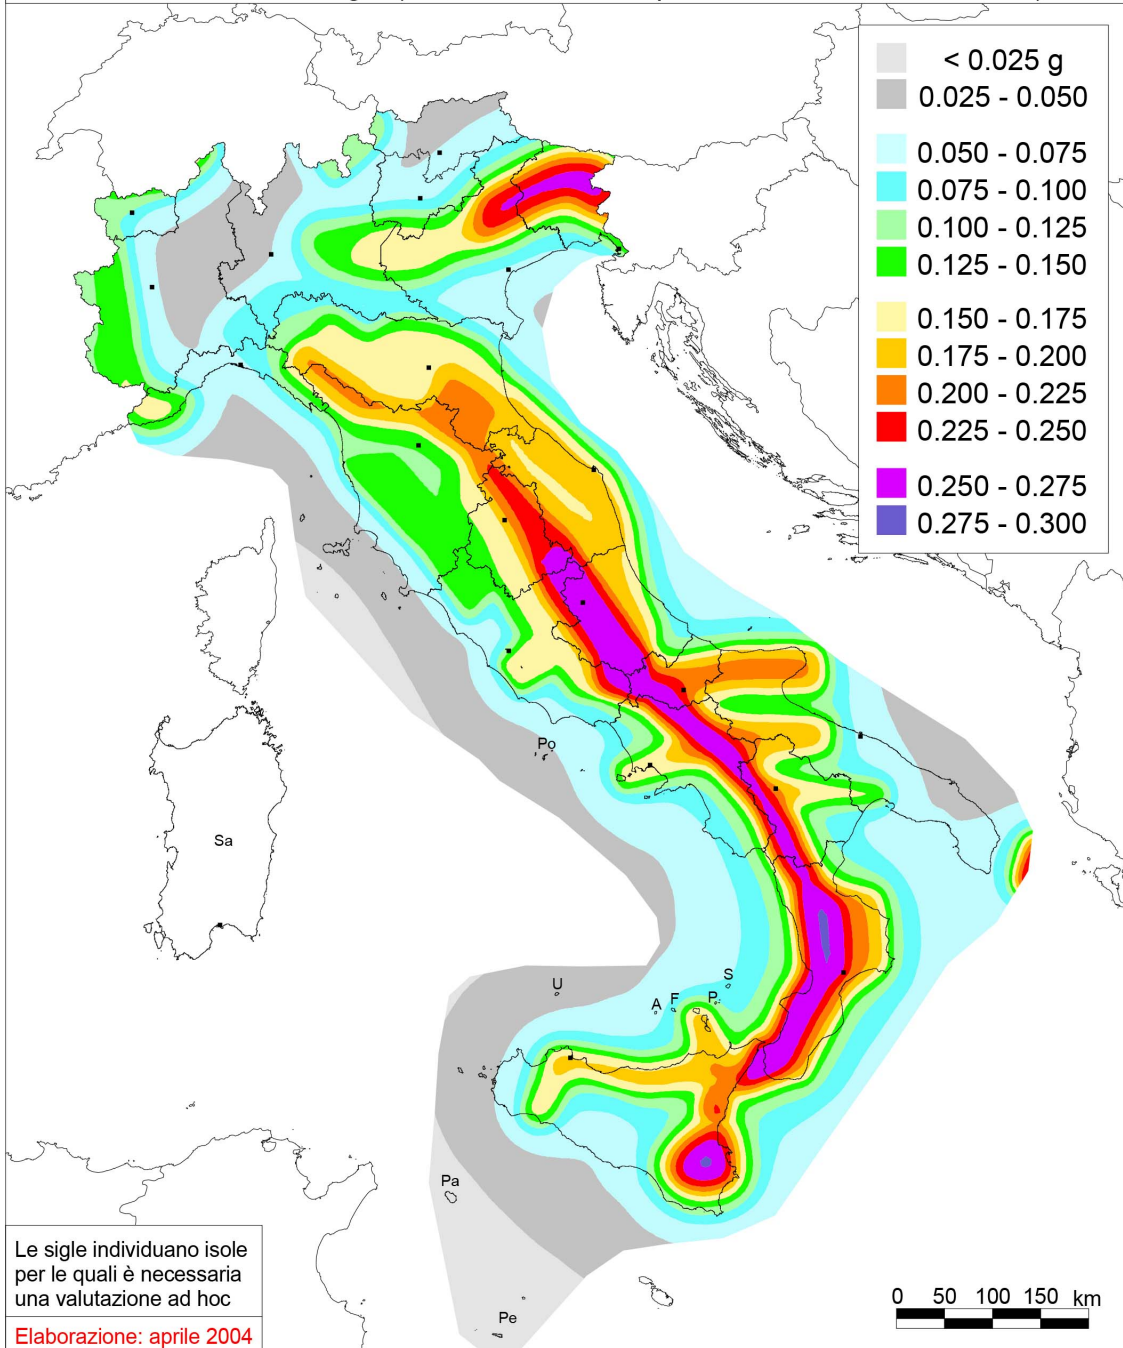 < 0.025 g
0.025 - 0.050
0.050 - 0.075
0.075 - 0.100
0.100 - 0.125
0.125 - 0.150
0.150 - 0.175
0.175 - 0.200
0.200 - 0.225
0.225 - 0.250
0.250 - 0.275
0.275 - 0.300
Po
Sa
S
U
A F P
Pa
Pe
Le sigle individuano isole
per le quali è necessaria
una valutazione ad hoc
Elaborazione: aprile 2004
0 50 100 150 km